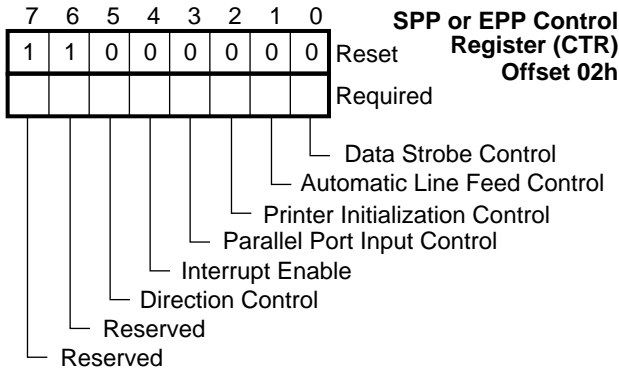 7 6 5 4 3 2 1 0
SPP or EPP Control
Register (CTR)
Offset 02h
1 1 0 0 0 0 0 0 Reset
Required
Data Strobe Control
Automatic Line Feed Control
Printer Initialization Control
Parallel Port Input Control
Interrupt Enable
Direction Control
Reserved
Reserved